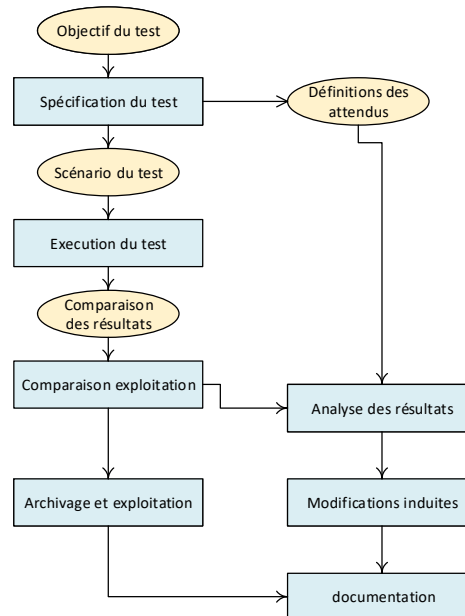 Objectif du test
Spécification du test
Définitions des
attendus
Scénario du test
Execution du test
Comparaison
des résultats
Comparaison exploitation
Analyse des résultats
Archivage et exploitation
Modifications induites
documentation